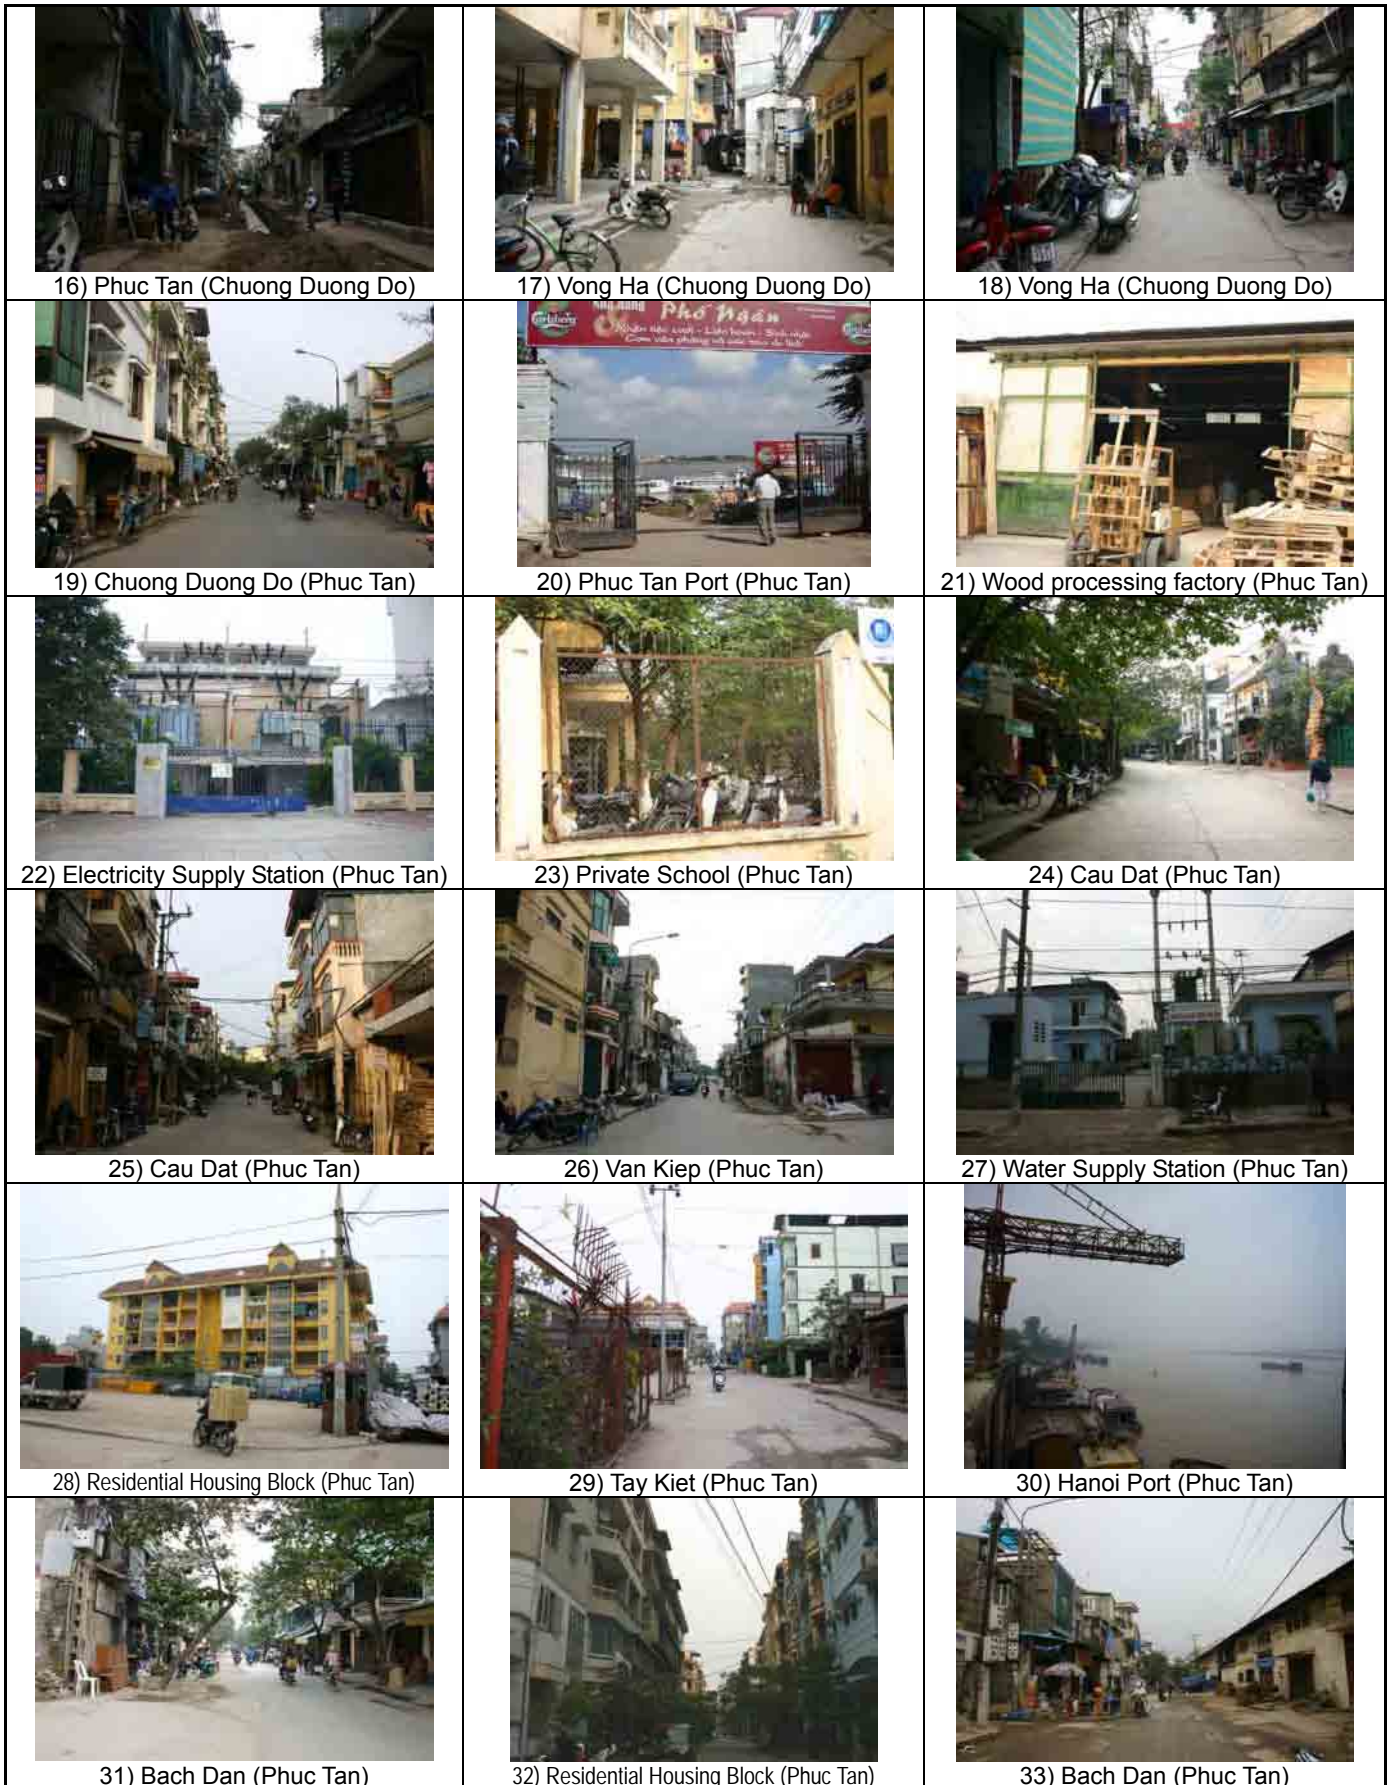 16) Phuc Tan (Chuong Duong Do)
17) Vong Ha (Chuong Duong Do)
18) Vong Ha (Chuong Duong Do)
Carlsberg
Phố Ngần
19) Chuong Duong Do (Phuc Tan)
20) Phuc Tan Port (Phuc Tan)
21) Wood processing factory (Phuc Tan)
22) Electricity Supply Station (Phuc Tan)
23) Private School (Phuc Tan)
24) Cau Dat (Phuc Tan)
25) Cau Dat (Phuc Tan)
26) Van Kiep (Phuc Tan)
27) Water Supply Station (Phuc Tan)
28) Residential Housing Block (Phuc Tan)
29) Tay Kiet (Phuc Tan)
30) Hanoi Port (Phuc Tan)
31) Bach Dan (Phuc Tan)
32) Residential Housing Block (Phuc Tan)
33) Bach Dan (Phuc Tan)